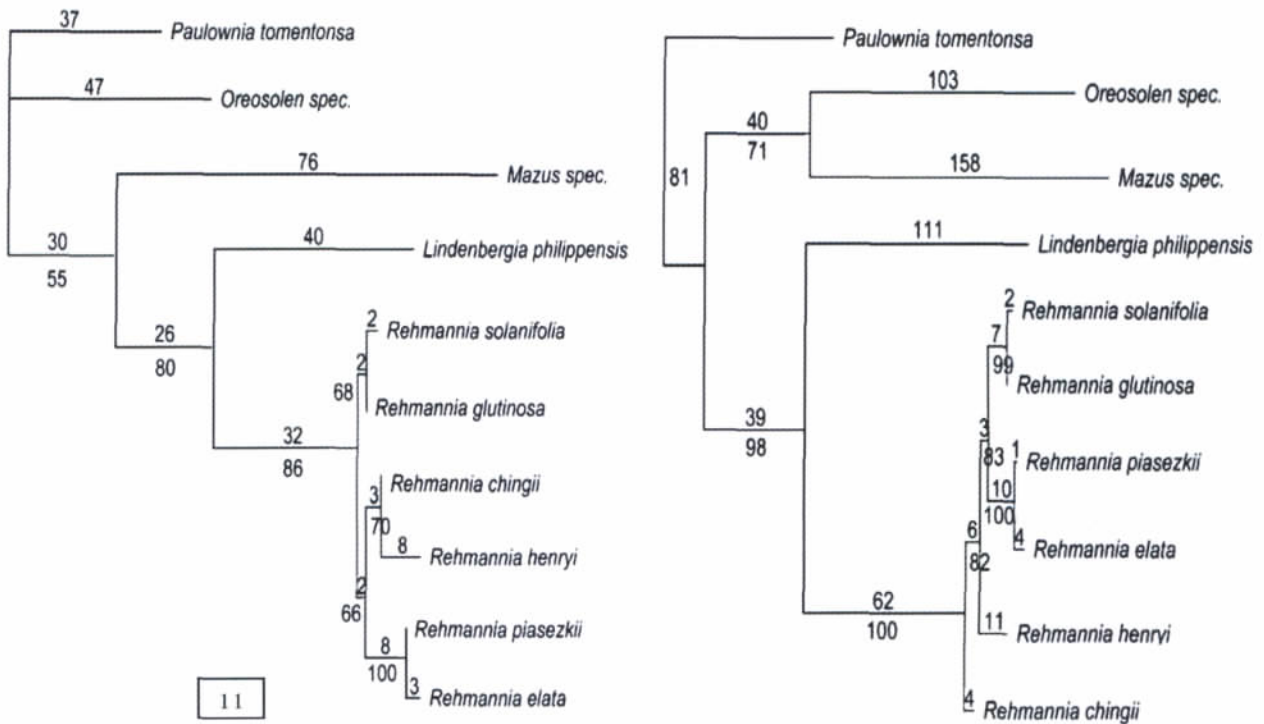 37
Paulownia tomentonsa
47
Oreosolen spec.
76
Mazus spec.
30
55
40
Lindenbergia philippensis
26
80
2
Rehmannia solanifolia
2
68
Rehmannia glutinosa
32
86
Rehmannia chingii
3
70
8
Rehmannia henryi
2
66
Rehmannia piasezkii
8
100
3
Rehmannia elata
11
Paulownia tomentonsa
103
Oreosolen spec.
40
71
158
Mazus spec.
81
111
Lindenbergia philippensis
2
Rehmannia solanifolia
7
99
Rehmannia glutinosa
39
98
3
83
1
Rehmannia piasezkii
10
100
4
Rehmannia elata
6
82
62
100
11
Rehmannia henryi
4
Rehmannia chingii